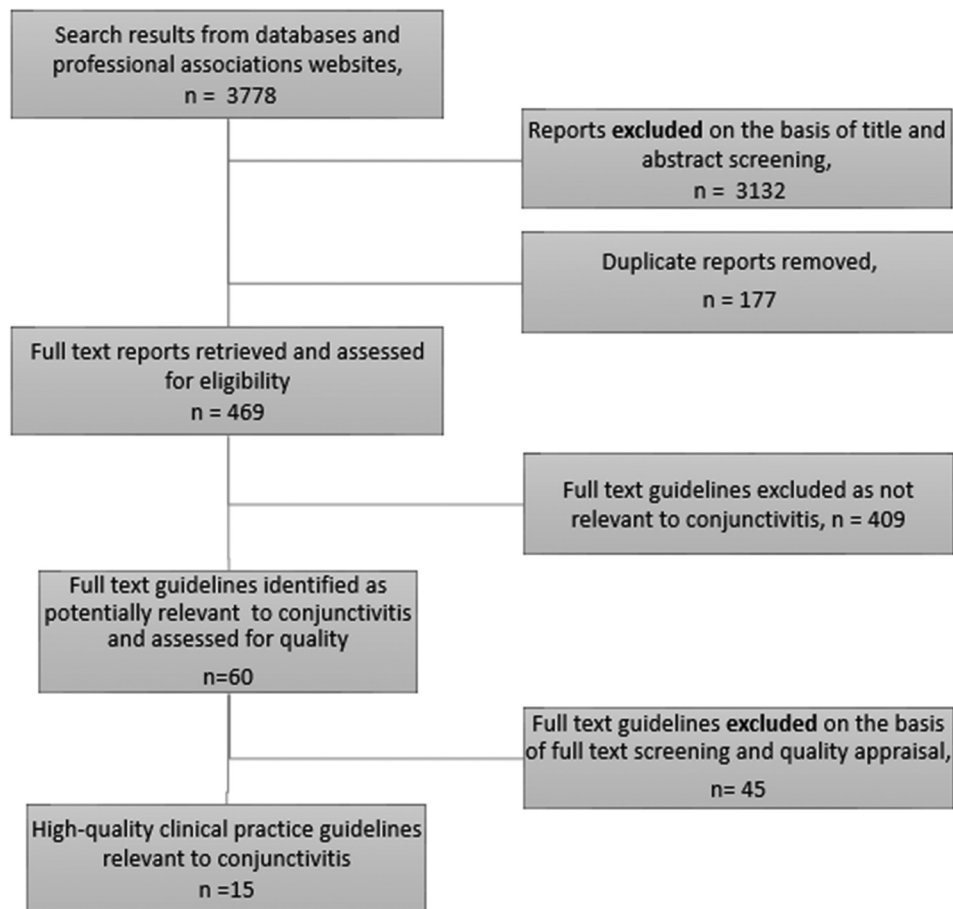 Search results from databases and
professional associations websites,
n = 3778
Reports excluded on the basis of title and
abstract screening,
n = 3132
Duplicate reports removed,
n = 177
Full text reports retrieved and assessed
for eligibility
n = 469
Full text guidelines excluded as not
relevant to conjunctivitis, n = 409
Full text guidelines identified as
potentially relevant to conjunctivitis
and assessed for quality
n=60
Full text guidelines excluded on the basis
of full text screening and quality appraisal,
n= 45
High-quality clinical practice guidelines
relevant to conjunctivitis
n =15